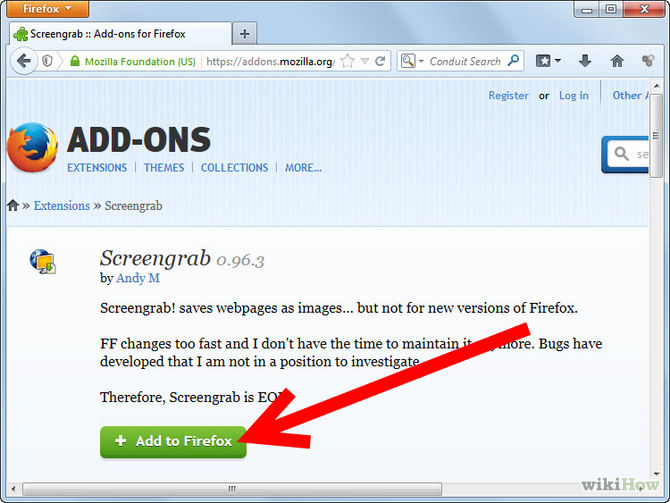 Firefox
Screengrab :: Add-ons for Firefox
Mozilla Foundation (US) https://addons.mozilla.org/ Conduit Search
Register or Log in Other A
ADD-ONS
EXTENSIONS | THEMES | COLLECTIONS | MORE...
se
» Extensions » Screengrab
Screengrab 0.96.3
by Andy M
Screengrab! saves webpages as images... but not for new versions of Firefox.
FF changes too fast and I don't have the time to maintain it more. Bugs have
developed that I am not in a position to investigate
Therefore, Screengrab is
+ Add to Firefox
wikiHow